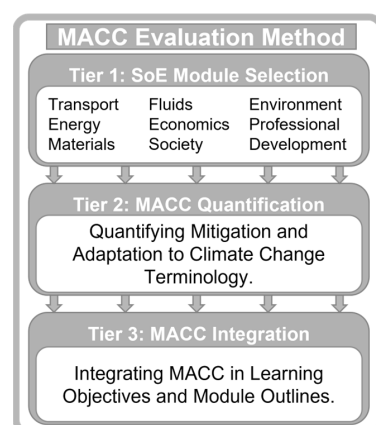 MACC Evaluation Method
Tier 1: SoE Module Selection
Transport Fluids Environment
Energy Economics Professional
Materials Society Development
Tier 2: MACC Quantification
Quantifying Mitigation and
Adaptation to Climate Change
Terminology.
Tier 3: MACC Integration
Integrating MACC in Learning
Objectives and Module Outlines.